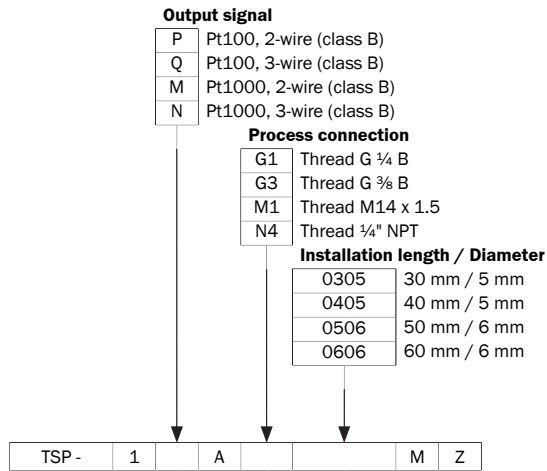 Output signal
P Pt100, 2-wire (class B)
Q Pt100, 3-wire (class B)
M Pt1000, 2-wire (class B)
N Pt1000, 3-wire (class B)
Process connection
G1 Thread G ¼ B
G3 Thread G ⅜ B
M1 Thread M14 x 1.5
N4 Thread ¼" NPT
Installation length / Diameter
0305 30 mm / 5 mm
0405 40 mm / 5 mm
0506 50 mm / 6 mm
0606 60 mm / 6 mm
TSP - 1 A M Z